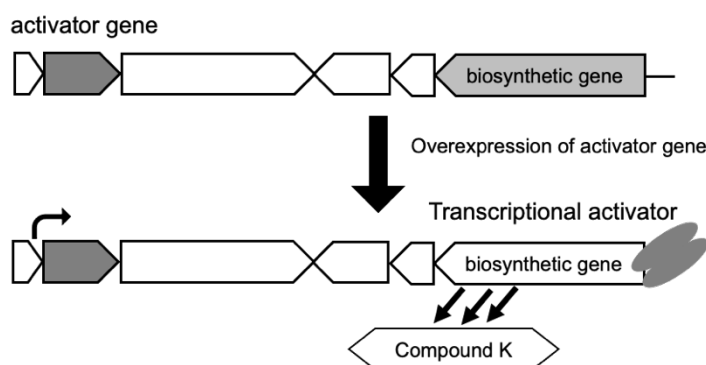 activator gene
biosynthetic gene
Overexpression of activator gene
Transcriptional activator
biosynthetic gene
Compound K